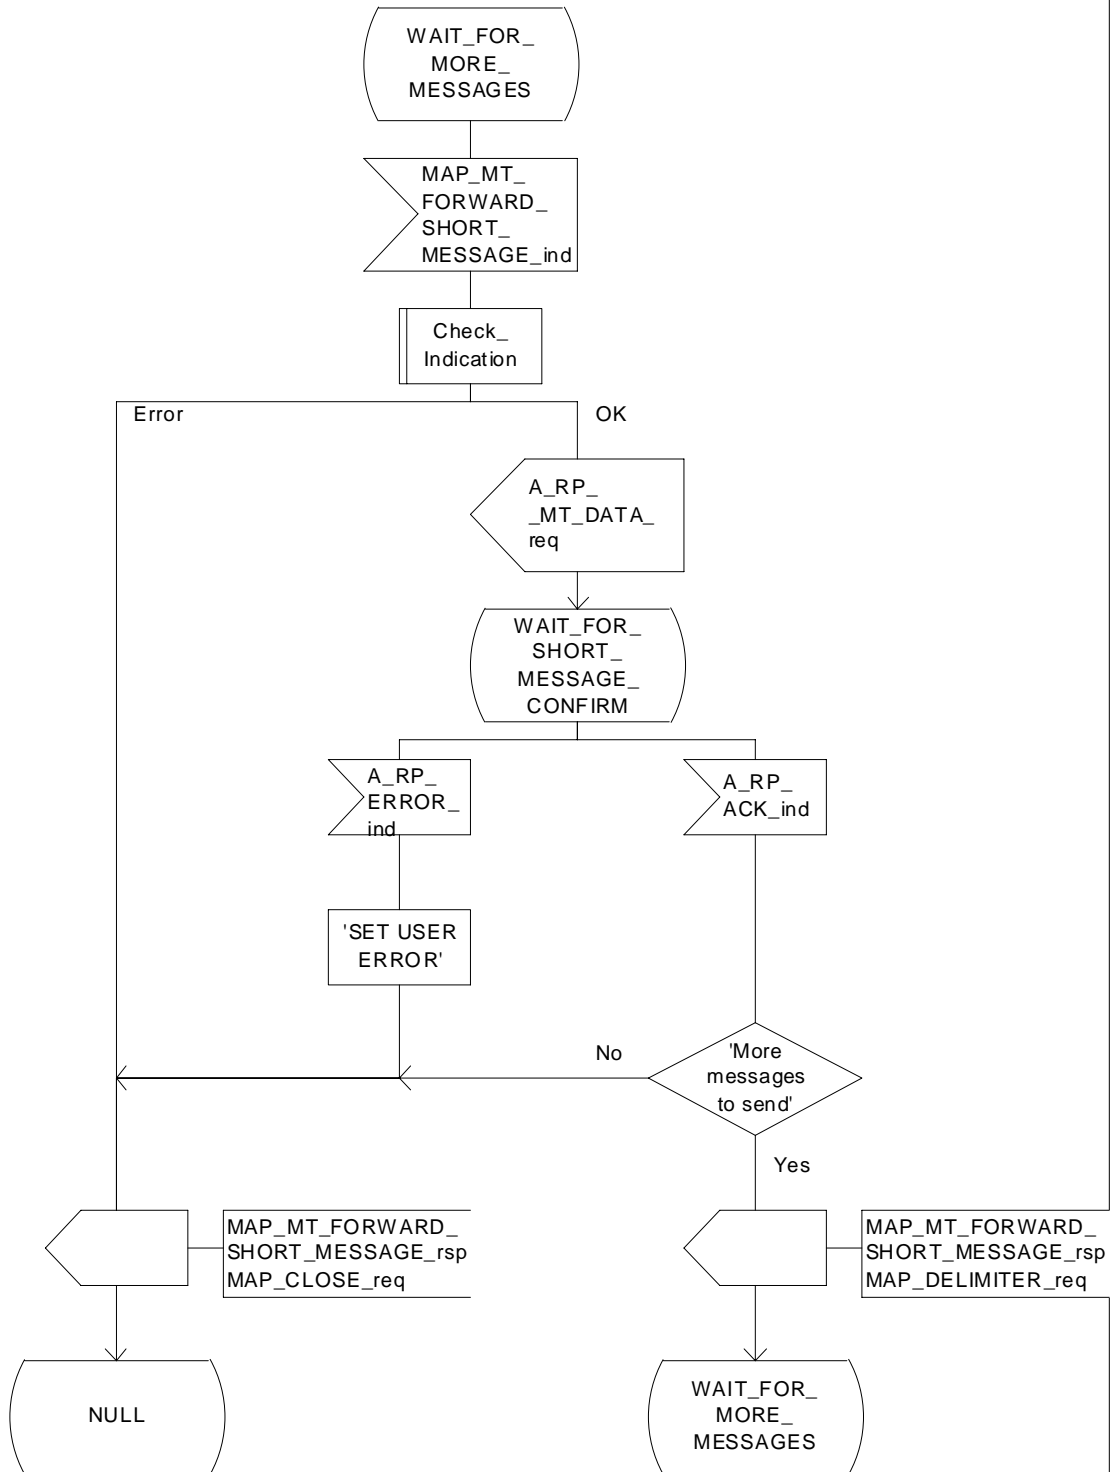 WAIT_FOR_
MORE_
MESSAGES
MAP_MT_
FORWARD_
SHORT_
MESSAGE_ind
Check_
Indication
Error
OK
A_RP_
_MT_DATA_
req
WAIT_FOR_
SHORT_
MESSAGE_
CONFIRM
A_RP_
ERROR_
ind
A_RP_
ACK_ind
'SET USER
ERROR'
No
'More
messages
to send'
Yes
MAP_MT_FORWARD_
SHORT_MESSAGE_rsp
MAP_CLOSE_req
MAP_MT_FORWARD_
SHORT_MESSAGE_rsp
MAP_DELIMITER_req
NULL
WAIT_FOR_
MORE_
MESSAGES